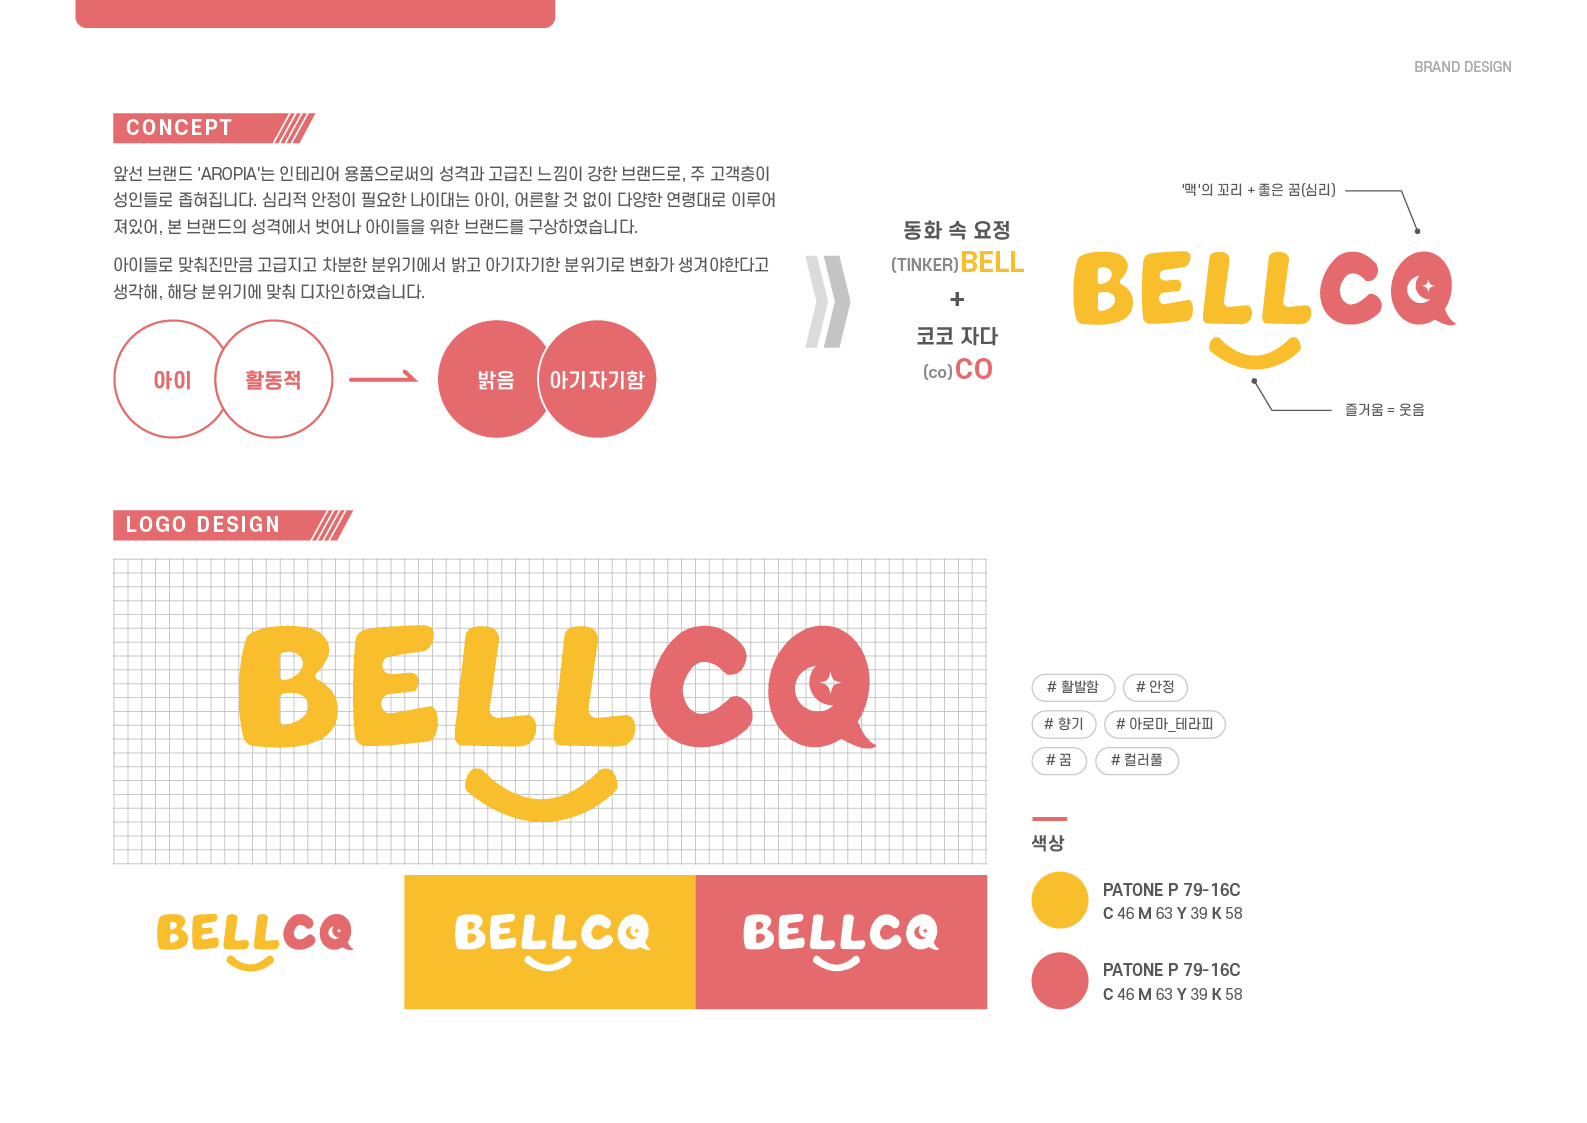 BRAND DESIGN
CONCEPT
앞선 브랜드 'AROPIA'는 인테리어 용품으로써의 성격과 고급진 느낌이 강한 브랜드로, 주 고객층이
성인들로 좁혀집니다. 심리적 안정이 필요한 나이대는 아이, 어른할 것 없이 다양한 연령대로 이루어
져있어, 본 브랜드의 성격에서 벗어나 아이들을 위한 브랜드를 구상하였습니다.
아이들로 맞춰진만큼 고급지고 차분한 분위기에서 밝고 아기자기한 분위기로 변화가 생겨야한다고
생각해, 해당 분위기에 맞춰 디자인하였습니다.
아이
활동적
밝음
아기자기함
동화 속 요정
(TINKER)BELL
+
코코 자다
(co)CO
'맥'의 꼬리 + 좋은 꿈(심리)
BELLCQ
즐거움 = 웃음
LOGO DESIGN
BELLCQ
BELLCQ
BELLCQ
BELLCQ
# 활발함
# 안정
# 향기
# 아로마_테라피
# 꿈
# 컬러풀
색상
PATONE P 79-16C
C 46 M 63 Y 39 K 58
PATONE P 79-16C
C 46 M 63 Y 39 K 58